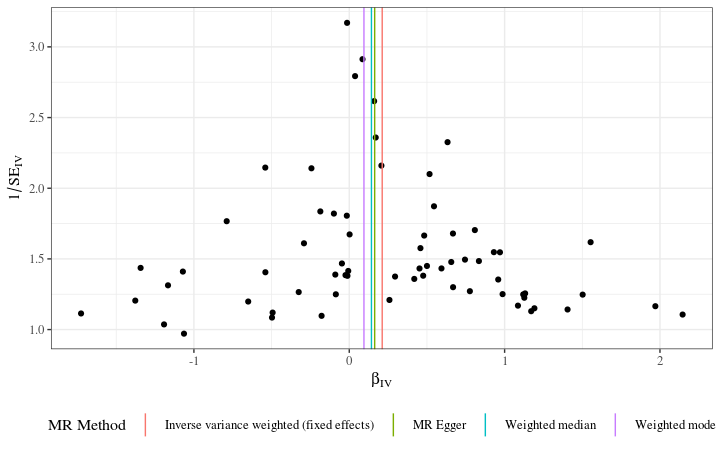 3.0
2.5
2.0
1.5
1.0
1/SE_IV
-1 0 1 2
β_IV
MR Method Inverse variance weighted (fixed effects) MR Egger Weighted median Weighted mode